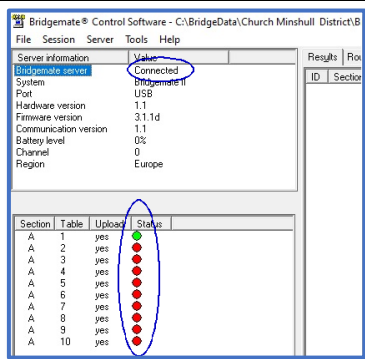 Bridgemate® Control Software - C:\BridgeData\Church Minshull District\B
File Session Server Tools Help
Server information Value
Bridgemate server Connected
System Bridgemate II
Port USB
Hardware version 1.1
Firmware version 3.1.1d
Communication version 1.1
Battery level 0%
Channel 0
Region Europe
Results Rou
ID Section
Section Table Upload Status
A 1 yes
A 2 yes
A 3 yes
A 4 yes
A 5 yes
A 6 yes
A 7 yes
A 8 yes
A 9 yes
A 10 yes